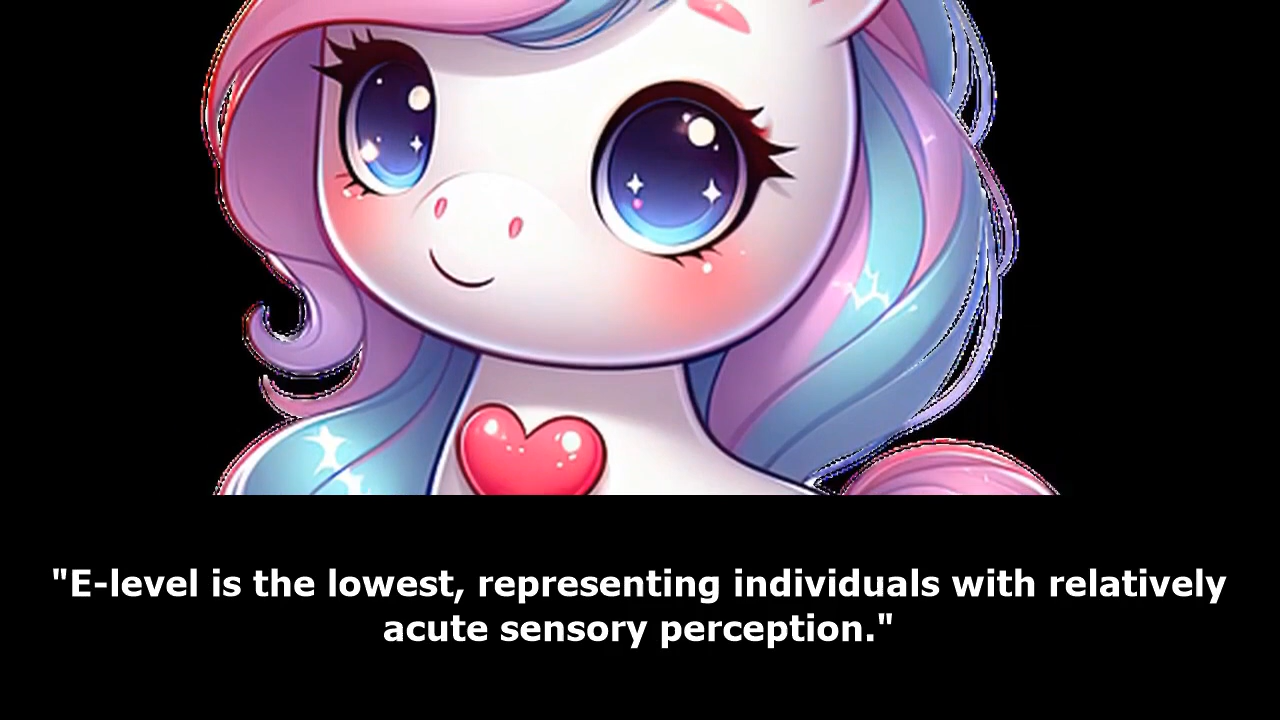 "E-level is the lowest, representing individuals with relatively
acute sensory perception."